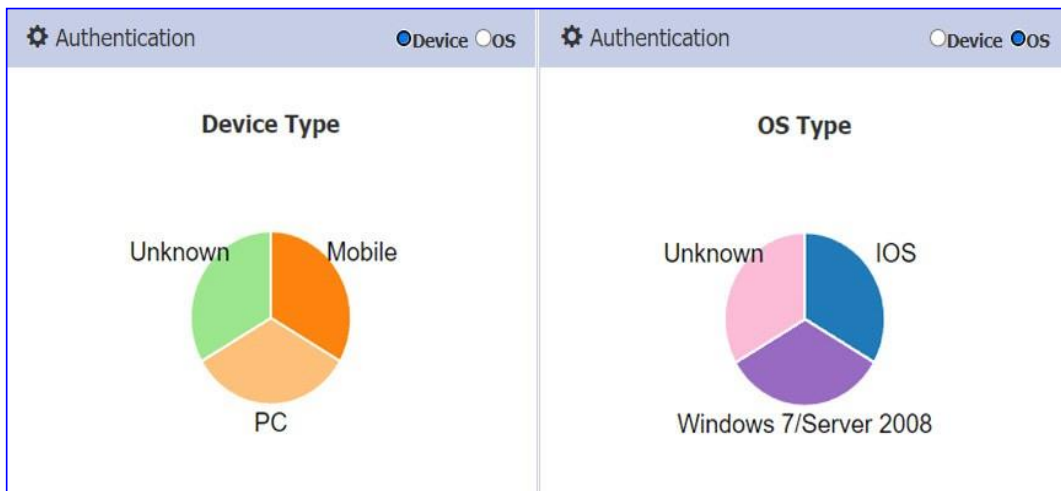 Authentication
Device OS
Device Type
Unknown
Mobile
PC
Authentication
Device OS
OS Type
Unknown
IOS
Windows 7/Server 2008